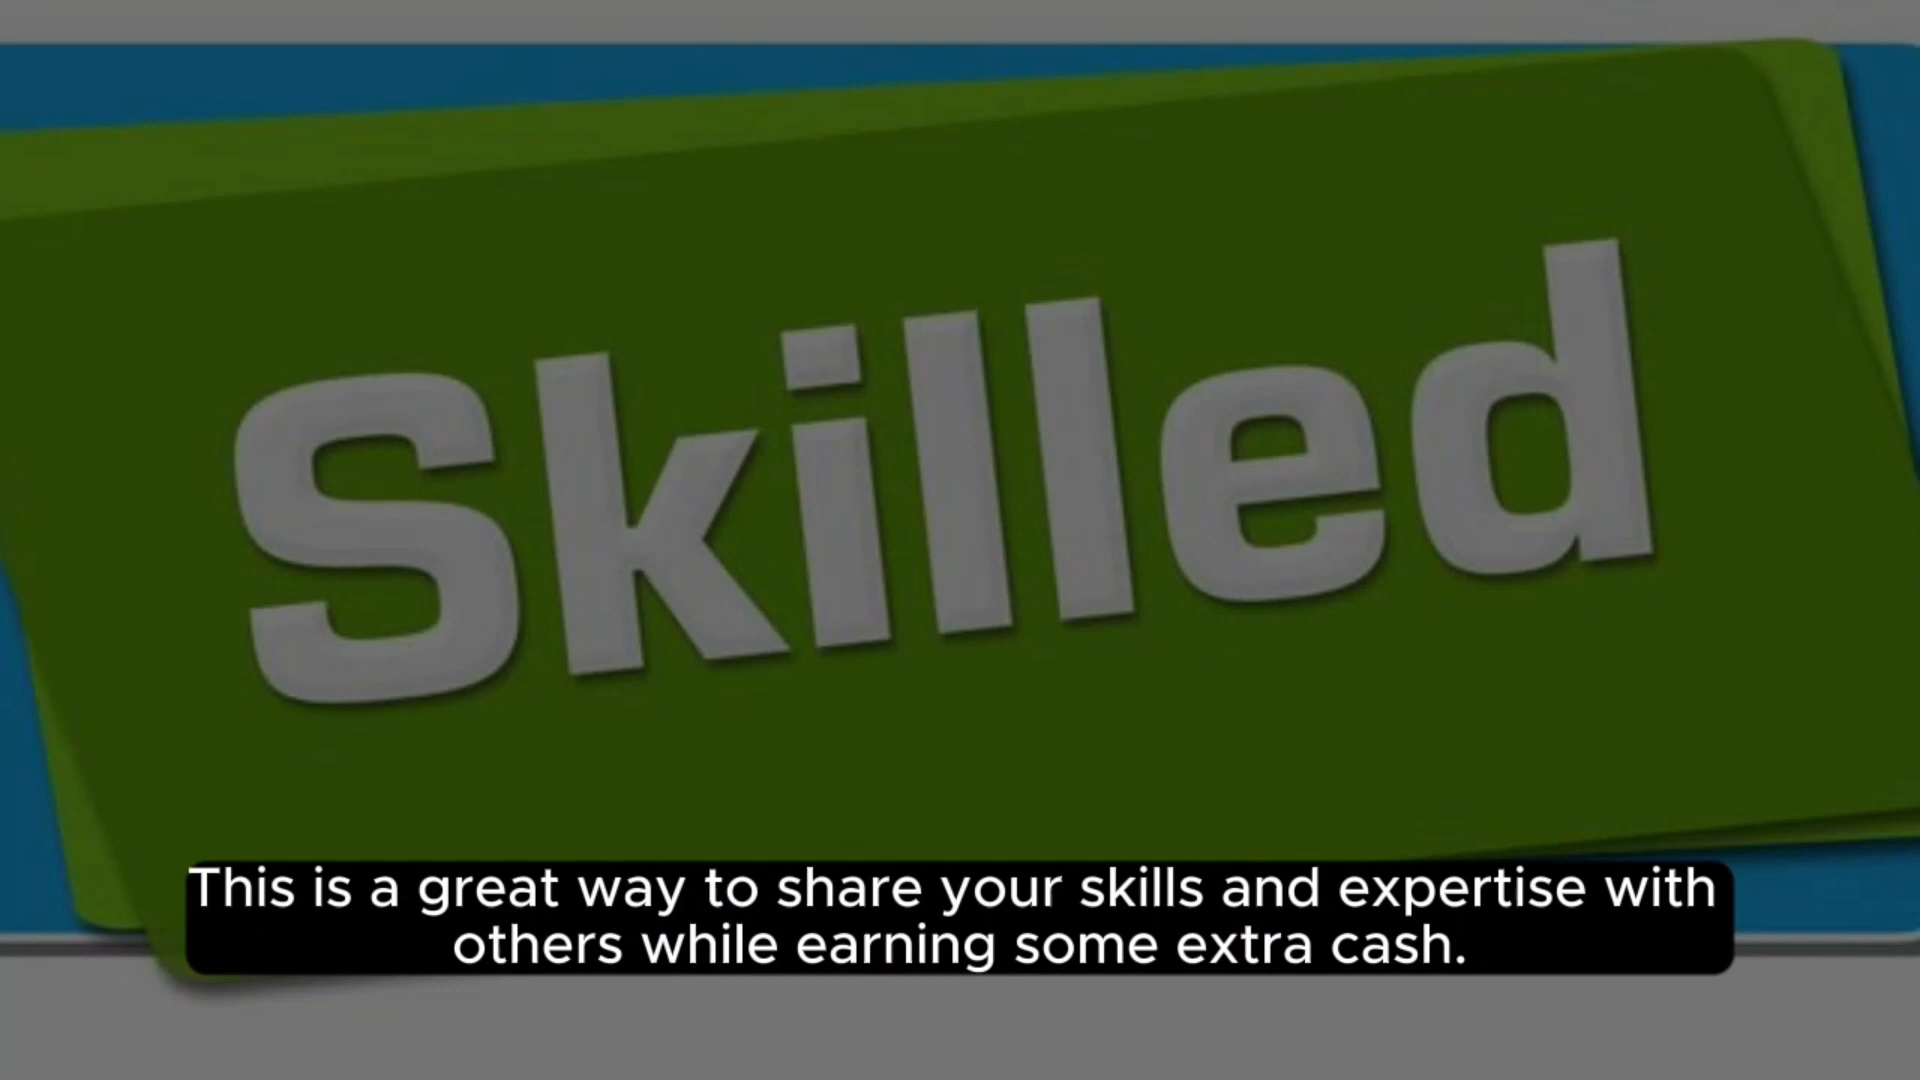 Skilled
This is a great way to share your skills and expertise with
others while earning some extra cash.